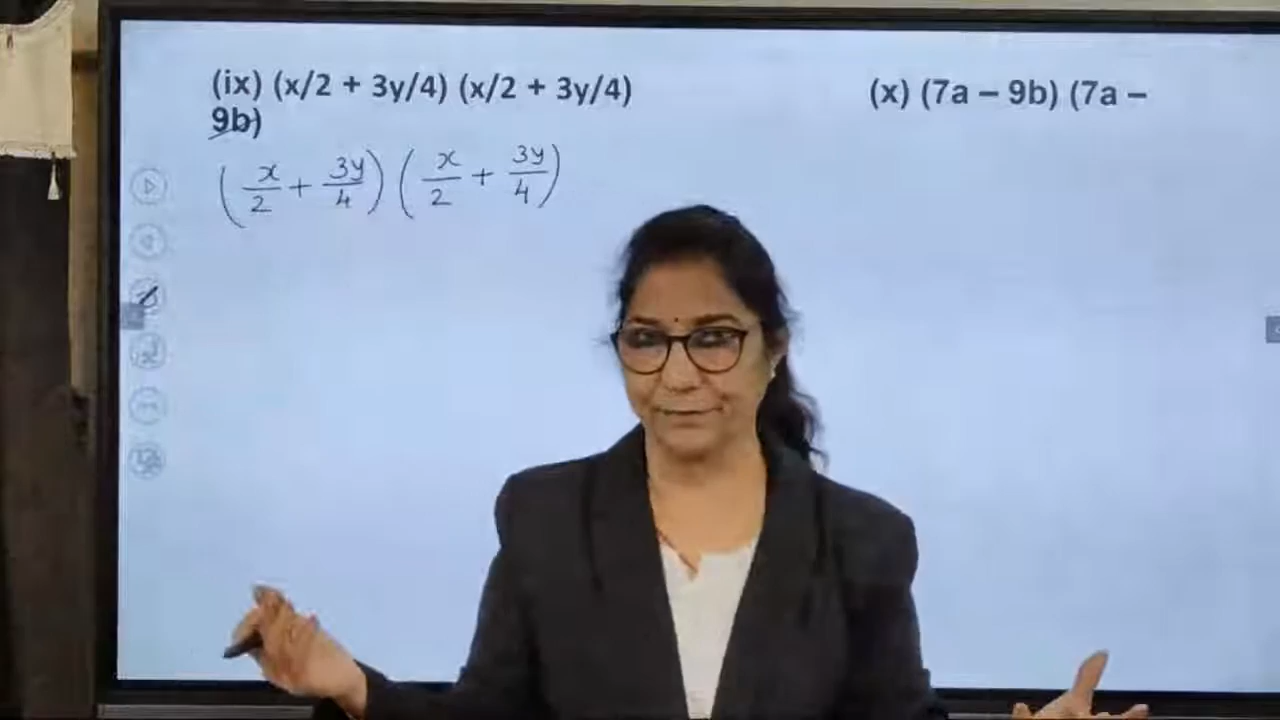 (ix) (x/2 + 3y/4) (x/2 + 3y/4) (x) (7a – 9b) (7a –
9b)
(x/2 + 3y/4) (x/2 + 3y/4)